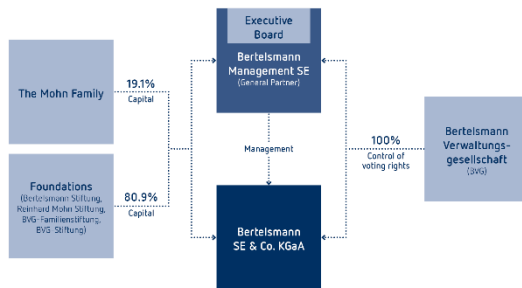 Executive
Board
Bertelsmann
Management SE
(General Partner)
The Mohn Family
19.1%
Capital
Management
100%
Control of
voting rights
Bertelsmann
Verwaltungs-
gesellschaft
(BVG)
Foundations
(Bertelsmann Stiftung,
Reinhard Mohn Stiftung,
BVG-Familienstiftung,
BVG-Stiftung)
80.9%
Capital
Bertelsmann
SE & Co. KGaA